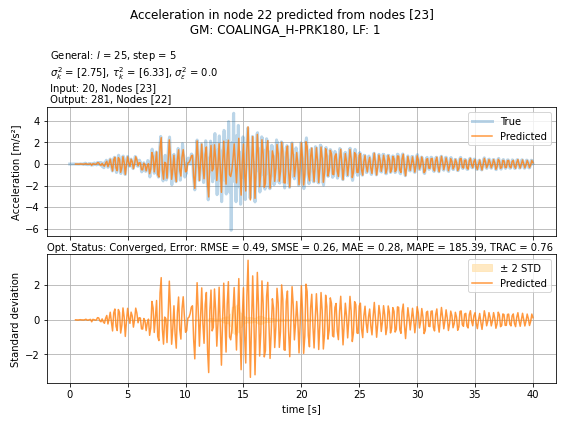 Acceleration in node 22 predicted from nodes [23]
GM: COALINGA_H-PRK180, LF: 1
General: l = 25, step = 5
σ²ₖ = [2.75], τ²ₖ = [6.33], σ²ε = 0.0
Input: 20, Nodes [23]
Output: 281, Nodes [22]
Acceleration [m/s²]
4
2
0
−2
−4
−6
True
Predicted
Opt. Status: Converged, Error: RMSE = 0.49, SMSE = 0.26, MAE = 0.28, MAPE = 185.39, TRAC = 0.76
Standard deviation
2
0
−2
± 2 STD
Predicted
0 5 10 15 20 25 30 35 40
time [s]